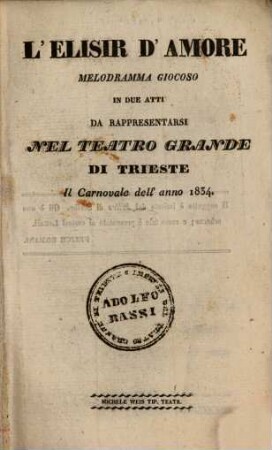 L'ELISIR D'AMORE
MELODRAMMA GIOCOSO
IN DUE ATTI
DA RAPPRESENTARSI
NEL TEATRO GRANDE
DI TRIESTE
Il Carnovale dell' anno 1834.
ADOLFO
BASSI
MICHELE WEIS TIP. TEATR.